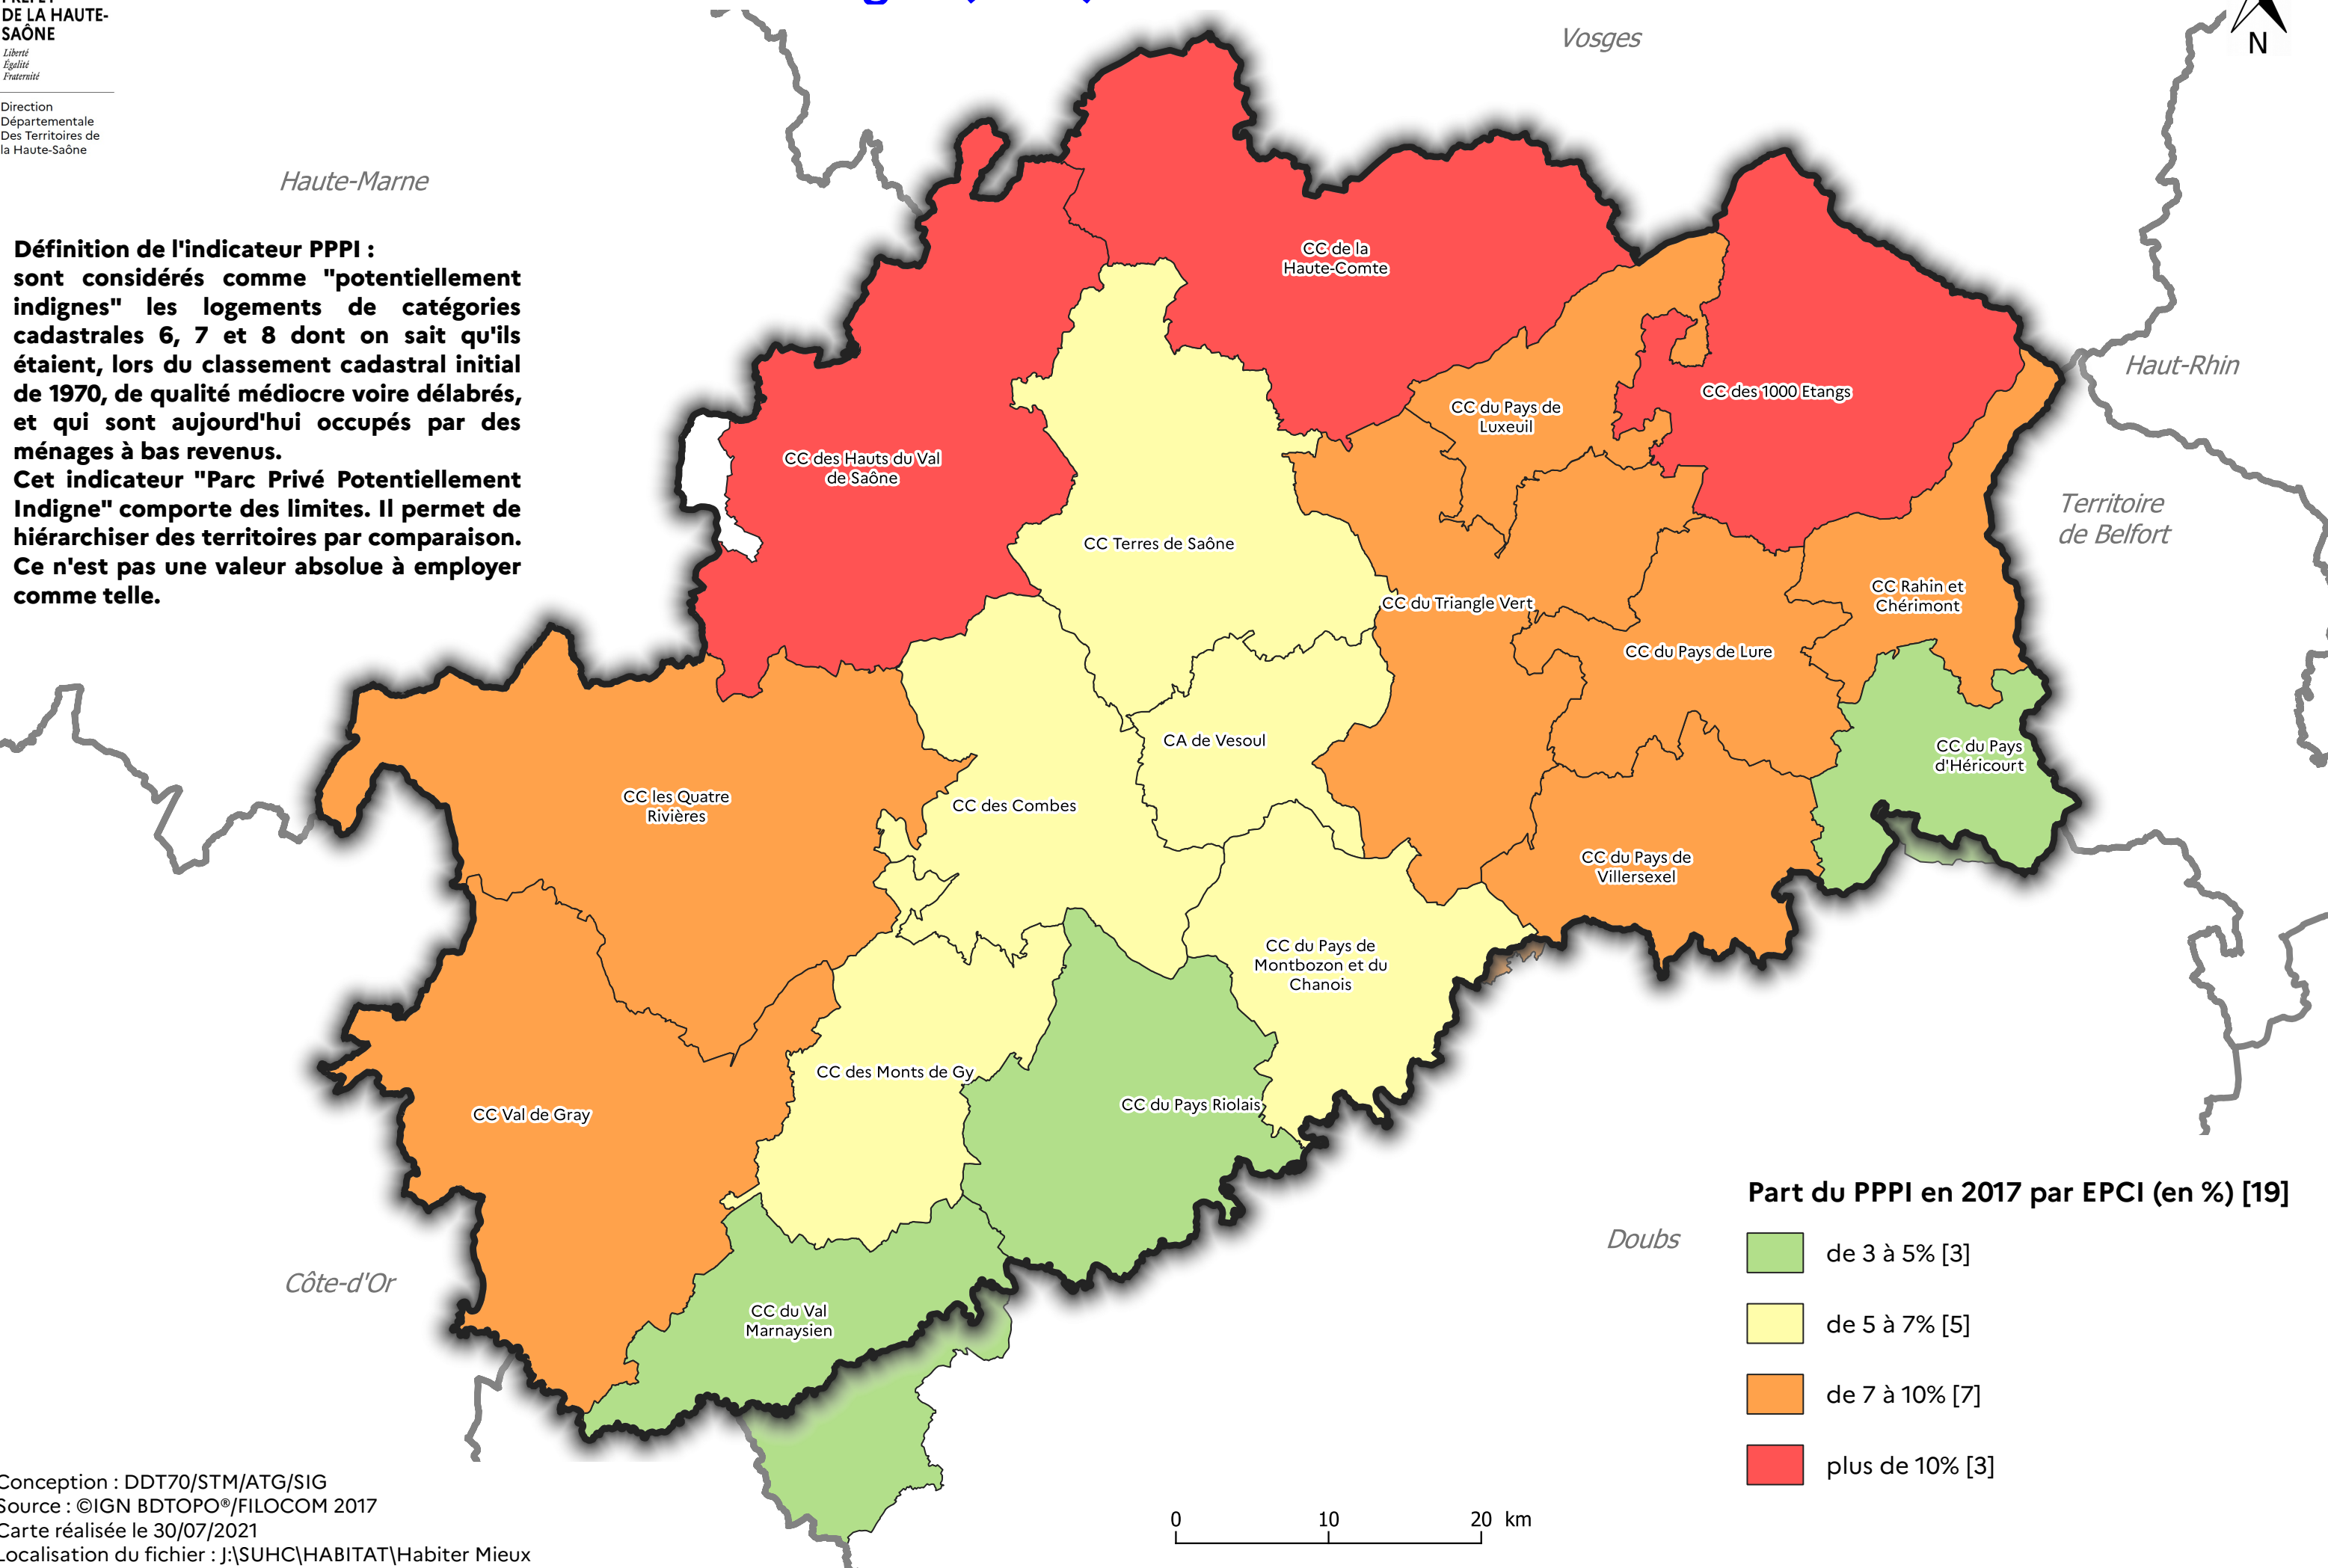 DE LA HAUTE-
SAÔNE
Liberté
Égalité
Fraternité
Direction
Départementale
Des Territoires de
la Haute-Saône
N
Vosges
Haute-Marne
Haut-Rhin
Territoire
de Belfort
Doubs
Côte-d'Or
Définition de l'indicateur PPPI :
sont considérés comme "potentiellement
indignes" les logements de catégories
cadastrales 6, 7 et 8 dont on sait qu'ils
étaient, lors du classement cadastral initial
de 1970, de qualité médiocre voire délabrés,
et qui sont aujourd'hui occupés par des
ménages à bas revenus.
Cet indicateur "Parc Privé Potentiellement
Indigne" comporte des limites. Il permet de
hiérarchiser des territoires par comparaison.
Ce n'est pas une valeur absolue à employer
comme telle.
CC de la
Haute-Comte
CC des 1000 Etangs
CC du Pays de
Luxeuil
CC des Hauts du Val
de Saône
CC Terres de Saône
CC Rahin et
Chérimont
CC du Triangle Vert
CC du Pays de Lure
CA de Vesoul
CC du Pays
d'Héricourt
CC les Quatre
Rivières
CC des Combes
CC du Pays de
Villersexel
CC du Pays de
Montbozon et du
Chanois
CC des Monts de Gy
CC du Pays Riolais
CC Val de Gray
CC du Val
Marnaysien
Part du PPPI en 2017 par EPCI (en %) [19]
de 3 à 5% [3]
de 5 à 7% [5]
de 7 à 10% [7]
plus de 10% [3]
0 10 20 km
Conception : DDT70/STM/ATG/SIG
Source : ©IGN BDTOPO®/FILOCOM 2017
Carte réalisée le 30/07/2021
Localisation du fichier : J:\SUHC\HABITAT\Habiter Mieux